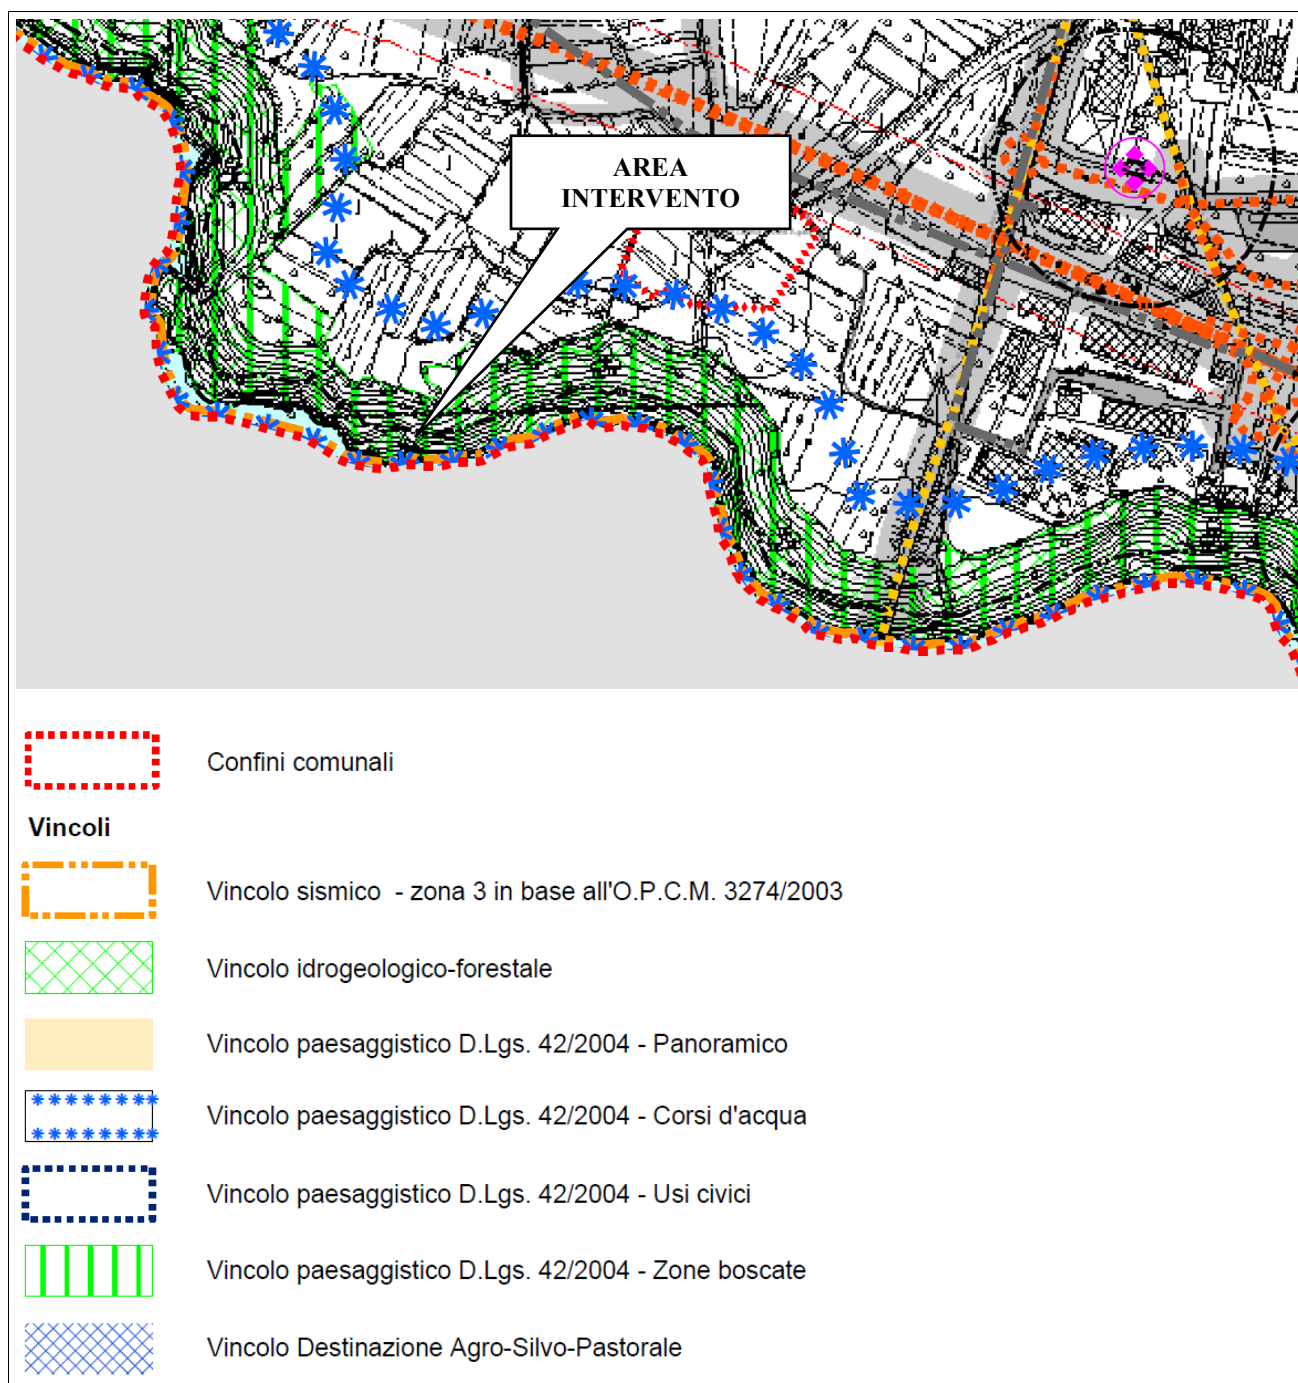 AREA
INTERVENTO
Confini comunali
Vincoli
Vincolo sismico - zona 3 in base all'O.P.C.M. 3274/2003
Vincolo idrogeologico-forestale
Vincolo paesaggistico D.Lgs. 42/2004 - Panoramico
Vincolo paesaggistico D.Lgs. 42/2004 - Corsi d'acqua
Vincolo paesaggistico D.Lgs. 42/2004 - Usi civici
Vincolo paesaggistico D.Lgs. 42/2004 - Zone boscate
Vincolo Destinazione Agro-Silvo-Pastorale